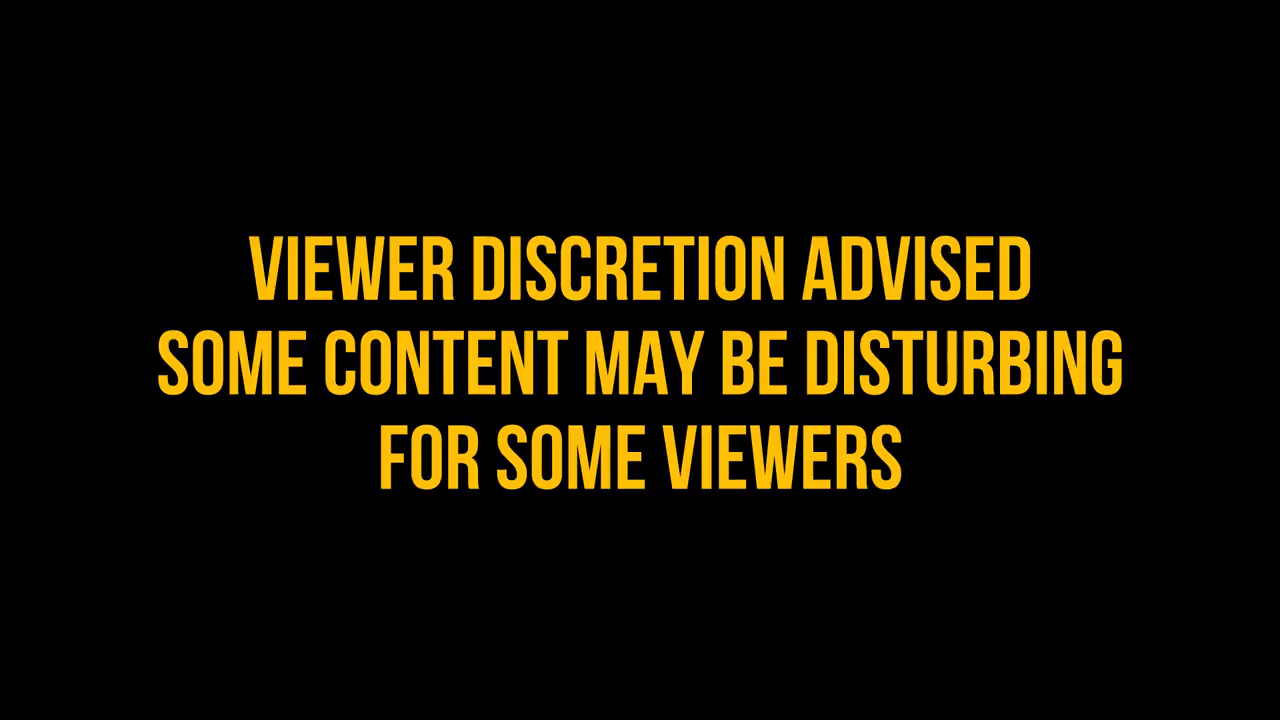 VIEWER DISCRETION ADVISED
SOME CONTENT MAY BE DISTURBING
FOR SOME VIEWERS